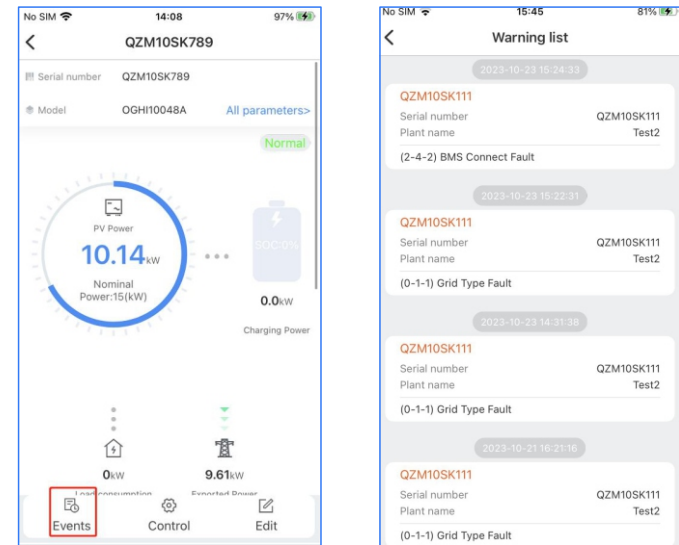 No SIM 14:08 97%
QZM10SK789
Serial number QZM10SK789
Model OGHI10048A All parameters>
Normal
PV Power
10.14kW
Nominal
Power:15(kW)
0.0kW
Charging Power
0kW 9.61kW
Load consumption Exported Power
Events Control Edit
No SIM 15:45 81%
Warning list
2023-10-23 15:24:33
QZM10SK111
Serial number QZM10SK111
Plant name Test2
(2-4-2) BMS Connect Fault
2023-10-23 15:22:31
QZM10SK111
Serial number QZM10SK111
Plant name Test2
(0-1-1) Grid Type Fault
2023-10-23 14:31:38
QZM10SK111
Serial number QZM10SK111
Plant name Test2
(0-1-1) Grid Type Fault
2023-10-21 16:21:16
QZM10SK111
Serial number QZM10SK111
Plant name Test2
(0-1-1) Grid Type Fault